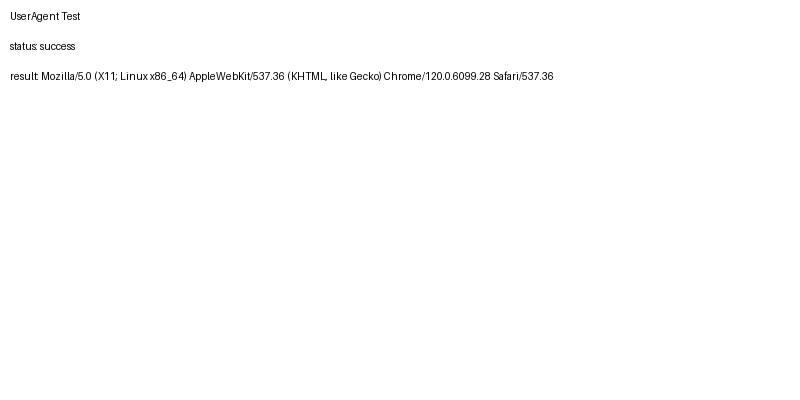 UserAgent Test
status: success
result: Mozilla/5.0 (X11; Linux x86_64) AppleWebKit/537.36 (KHTML, like Gecko) Chrome/120.0.6099.28 Safari/537.36